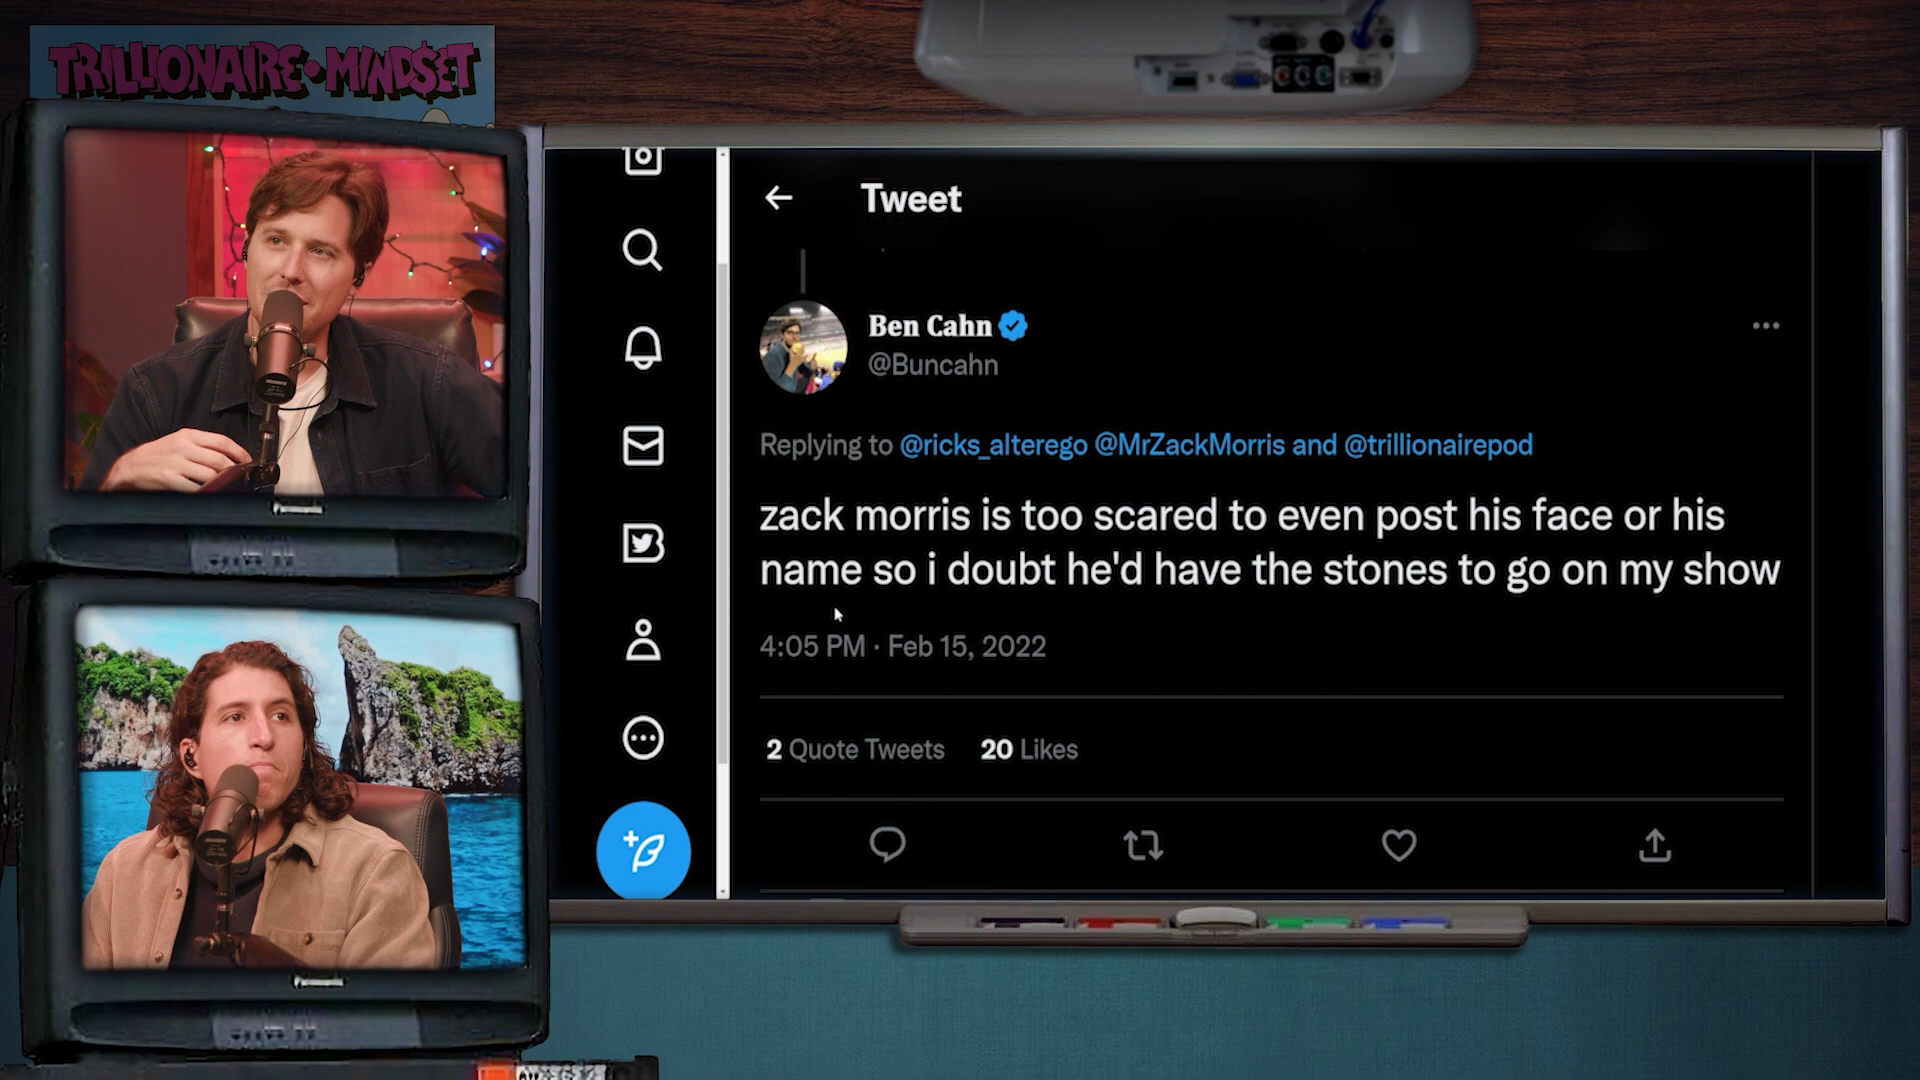 TRILLIONAIRE•MIND$ET
Tweet
Ben Cahn
@Buncahn
Replying to @ricks_alterego @MrZackMorris and @trillionairepod
zack morris is too scared to even post his face or his
name so i doubt he'd have the stones to go on my show
4:05 PM · Feb 15, 2022
2 Quote Tweets 20 Likes